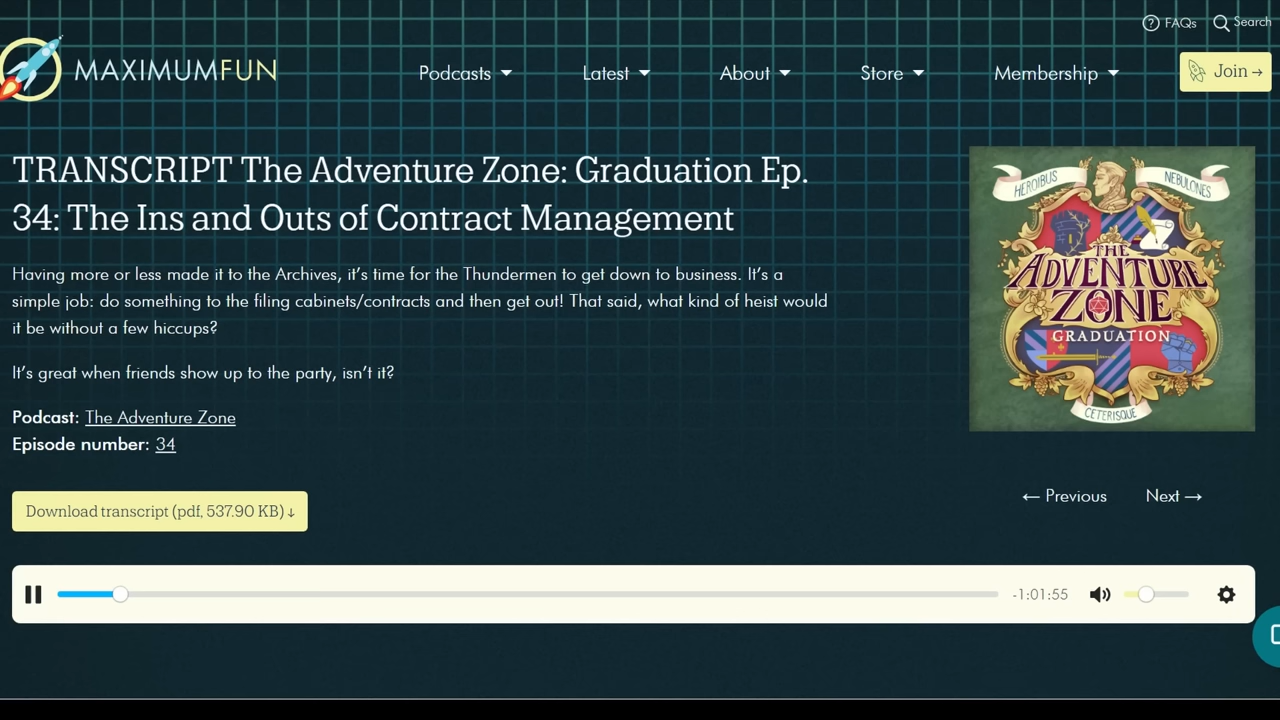 FAQs
Search
MAXIMUMFUN
Podcasts
Latest
About
Store
Membership
Join →
TRANSCRIPT The Adventure Zone: Graduation Ep.
34: The Ins and Outs of Contract Management
Having more or less made it to the Archives, it’s time for the Thundermen to get down to business. It’s a
simple job: do something to the filing cabinets/contracts and then get out! That said, what kind of heist would
it be without a few hiccups?
It’s great when friends show up to the party, isn’t it?
Podcast: The Adventure Zone
Episode number: 34
HEROIBUS
NEBULONES
THE
ADVENTURE
ZONE
GRADUATION
CETERISQUE
Download transcript (pdf, 537.90 KB) ↓
← Previous
Next →
-1:01:55